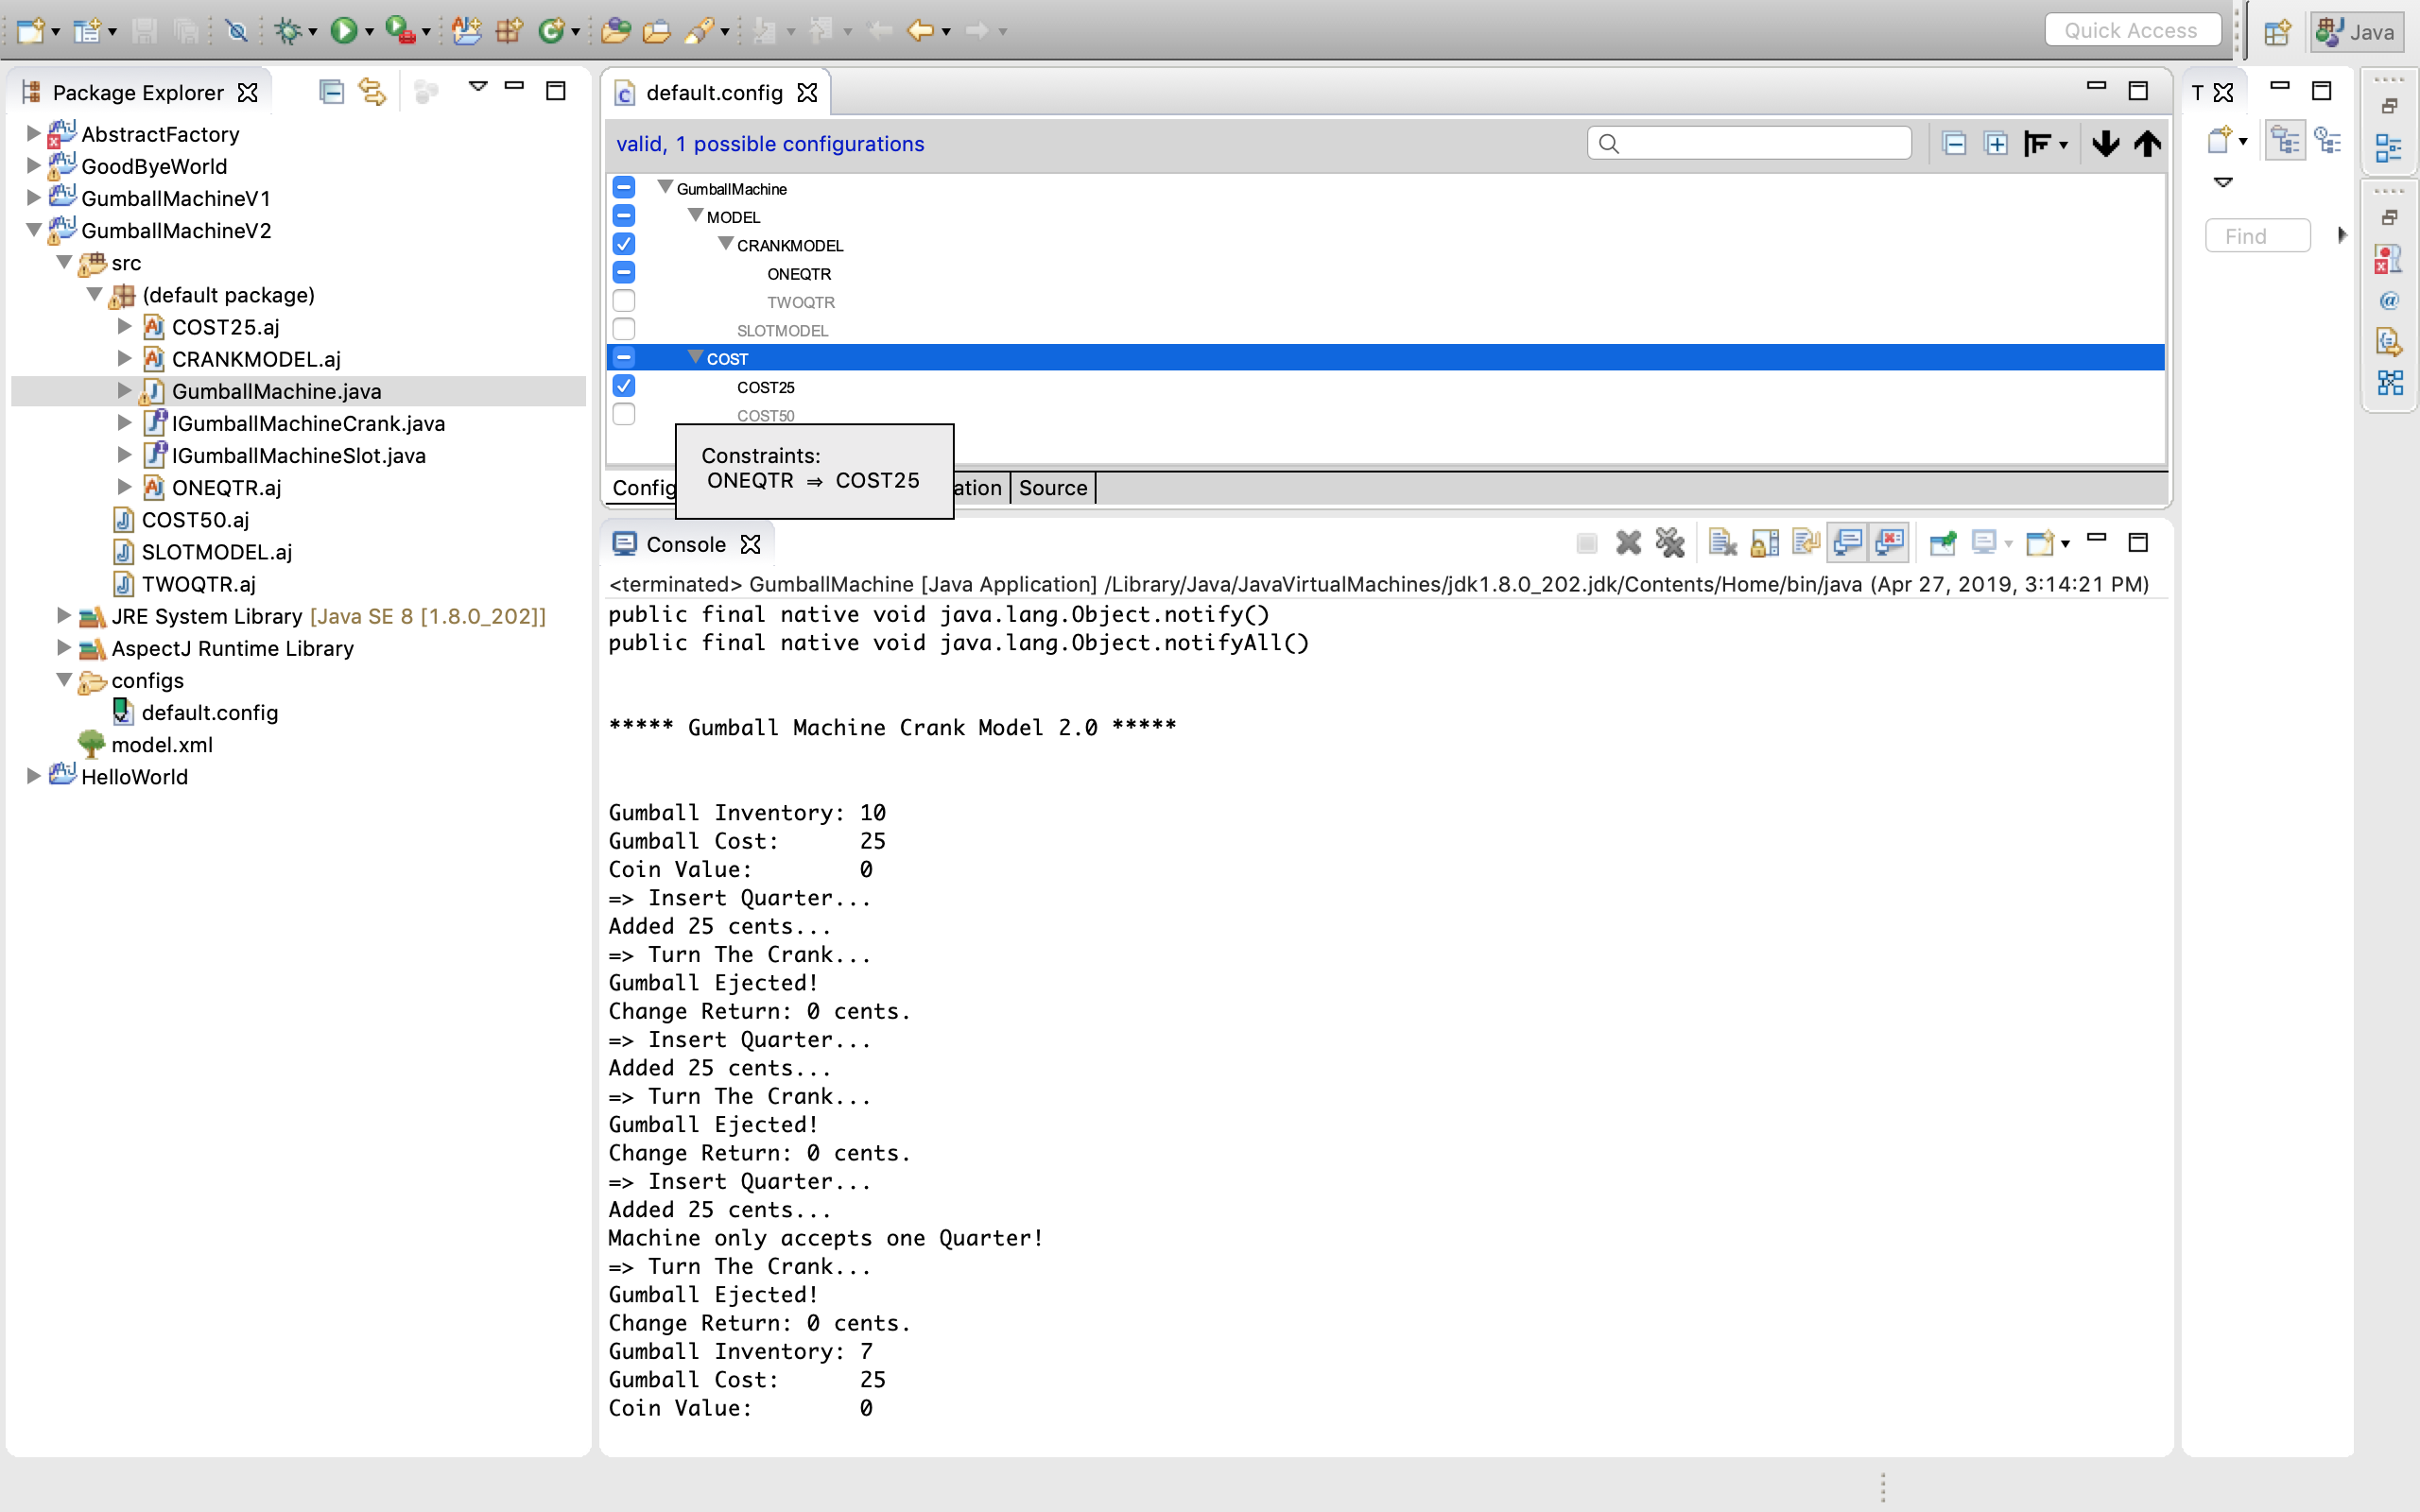 Quick Access
Java
Package Explorer
AbstractFactory
GoodByeWorld
GumballMachineV1
GumballMachineV2
src
(default package)
COST25.aj
CRANKMODEL.aj
GumballMachine.java
IGumballMachineCrank.java
IGumballMachineSlot.java
ONEQTR.aj
COST50.aj
SLOTMODEL.aj
TWOQTR.aj
JRE System Library [Java SE 8 [1.8.0_202]]
AspectJ Runtime Library
configs
default.config
model.xml
HelloWorld
default.config
valid, 1 possible configurations
GumballMachine
MODEL
CRANKMODEL
ONEQTR
TWOQTR
SLOTMODEL
COST
COST25
COST50
Constraints:
ONEQTR ⇒ COST25
Config ation Source
Console
<terminated> GumballMachine [Java Application] /Library/Java/JavaVirtualMachines/jdk1.8.0_202.jdk/Contents/Home/bin/java (Apr 27, 2019, 3:14:21 PM)
public final native void java.lang.Object.notify()
public final native void java.lang.Object.notifyAll()
***** Gumball Machine Crank Model 2.0 *****
Gumball Inventory: 10
Gumball Cost: 25
Coin Value: 0
=> Insert Quarter...
Added 25 cents...
=> Turn The Crank...
Gumball Ejected!
Change Return: 0 cents.
=> Insert Quarter...
Added 25 cents...
=> Turn The Crank...
Gumball Ejected!
Change Return: 0 cents.
=> Insert Quarter...
Added 25 cents...
Machine only accepts one Quarter!
=> Turn The Crank...
Gumball Ejected!
Change Return: 0 cents.
Gumball Inventory: 7
Gumball Cost: 25
Coin Value: 0
T
Find